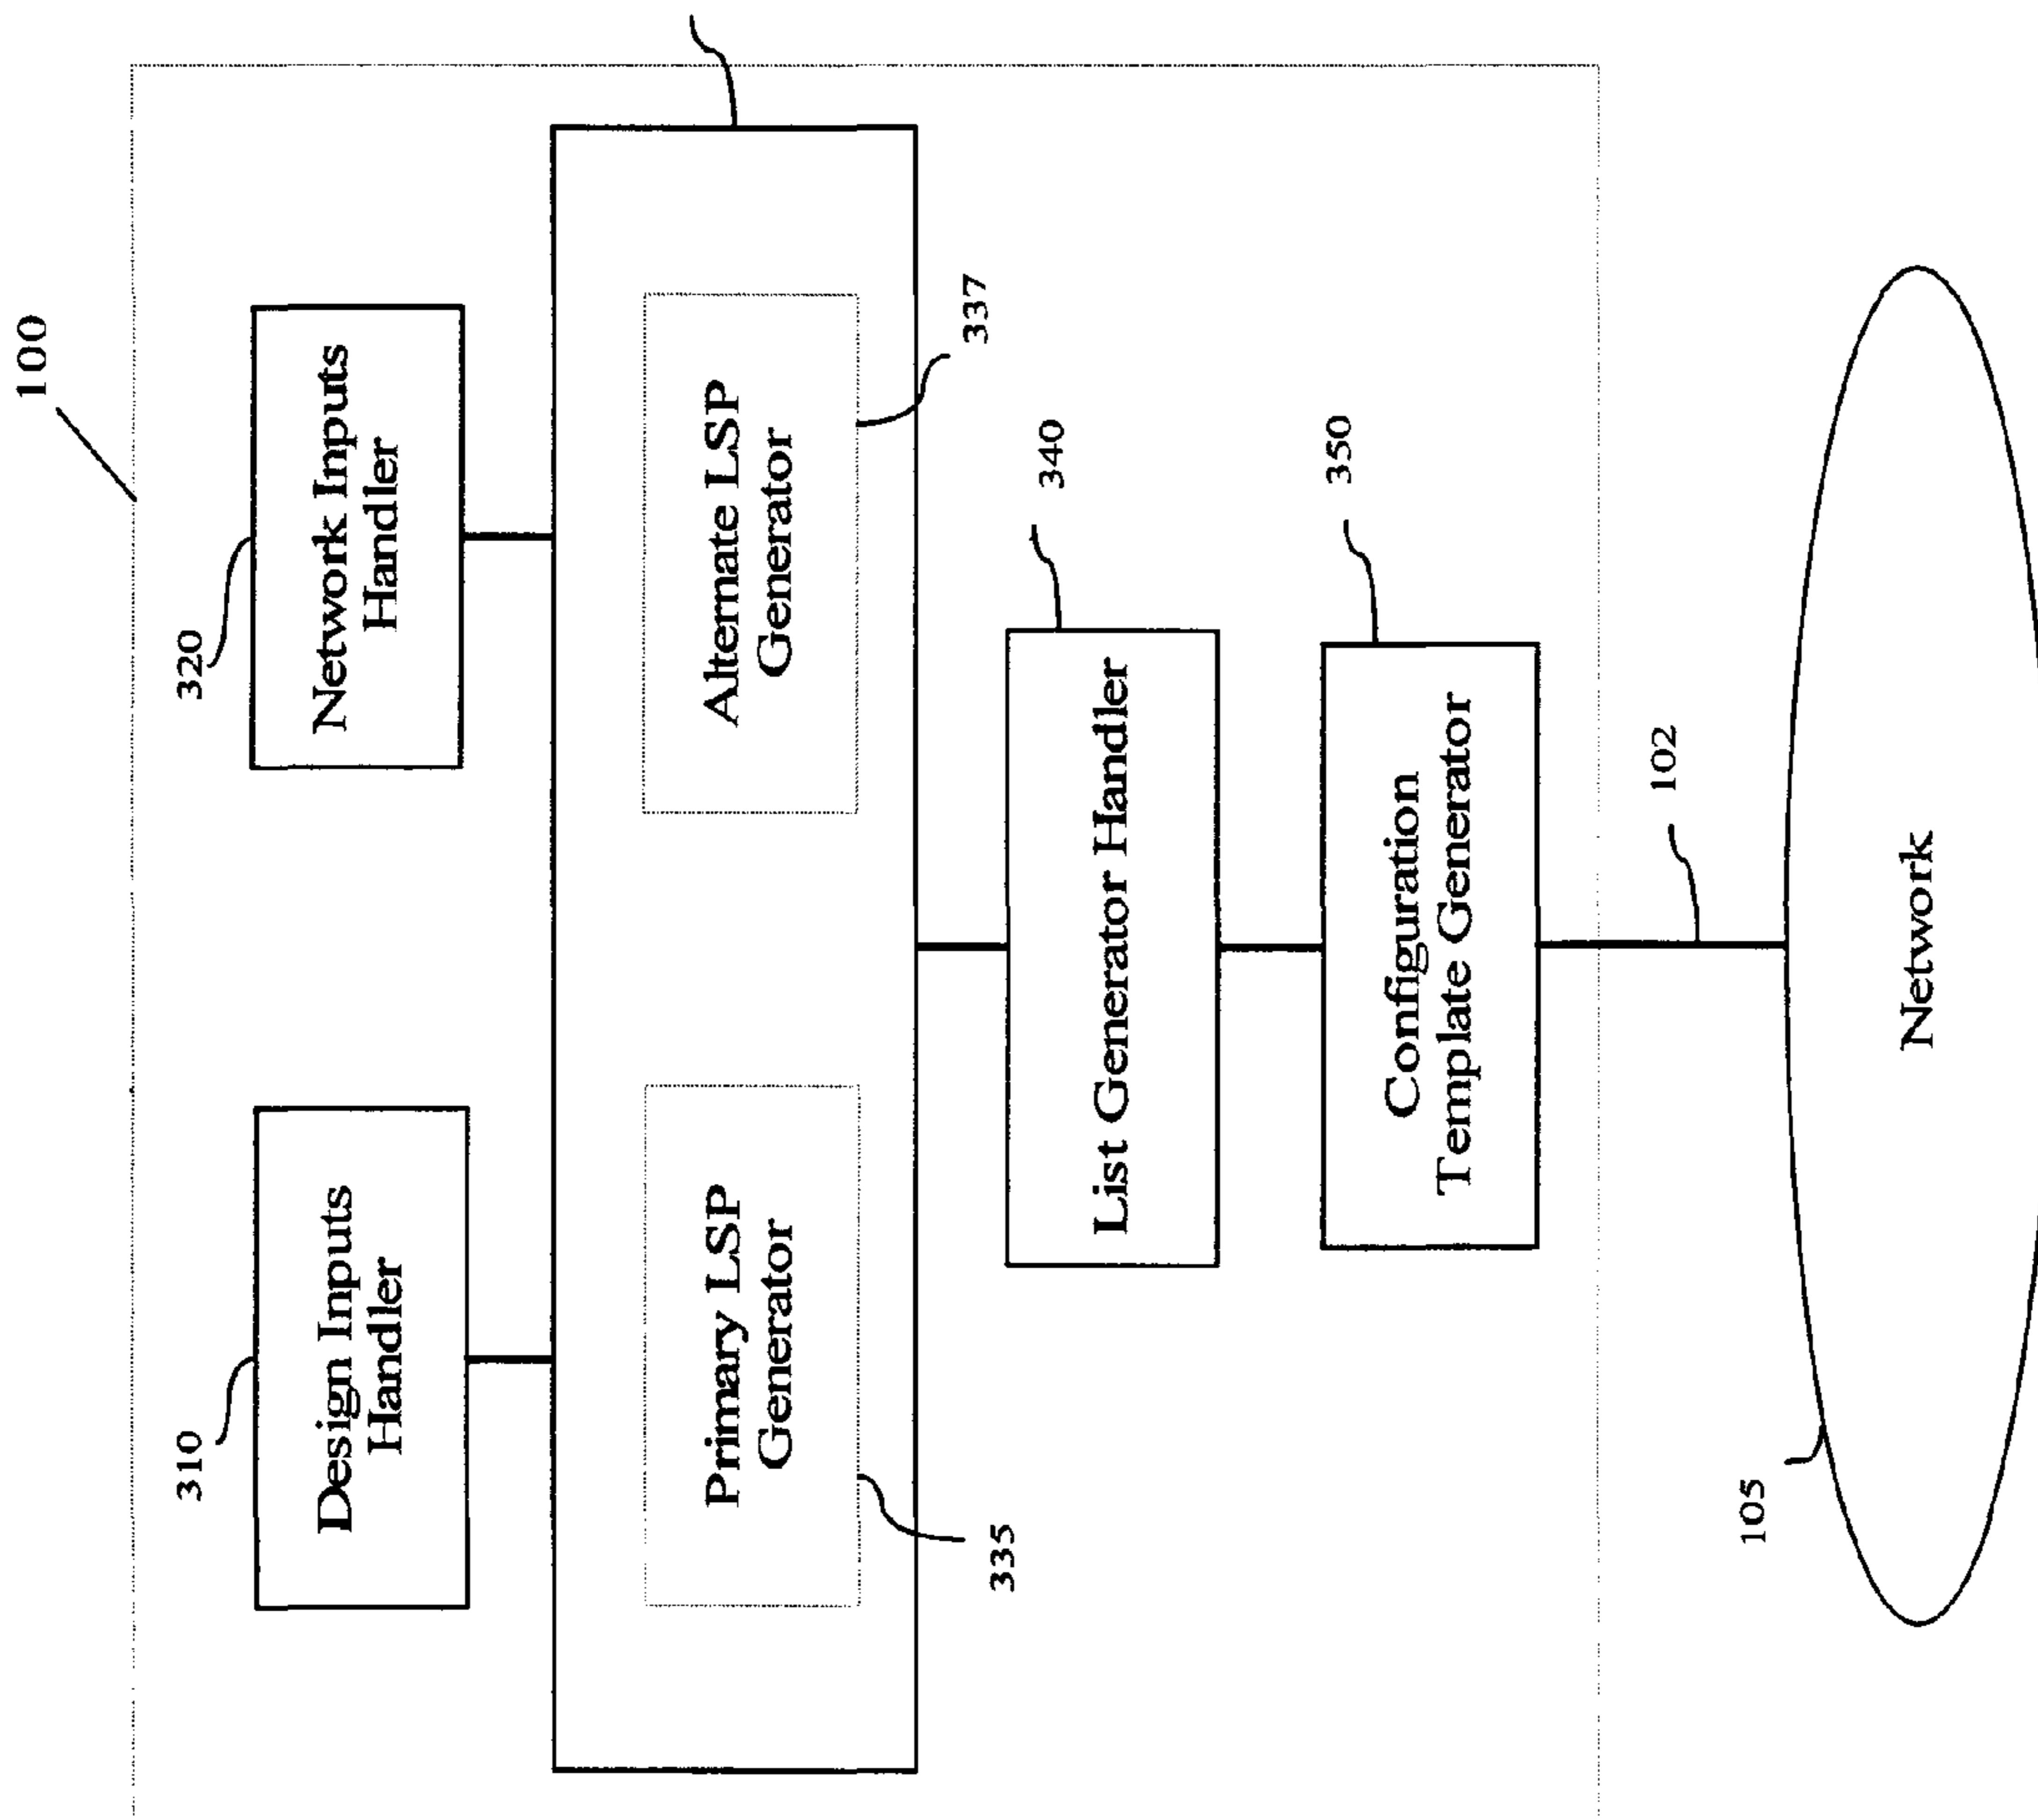 100
310
320
Design Inputs
Handler
Network Inputs
Handler
Primary LSP
Generator
Alternate LSP
Generator
335
337
340
List Generator Handler
350
Configuration
Template Generator
102
105
Network